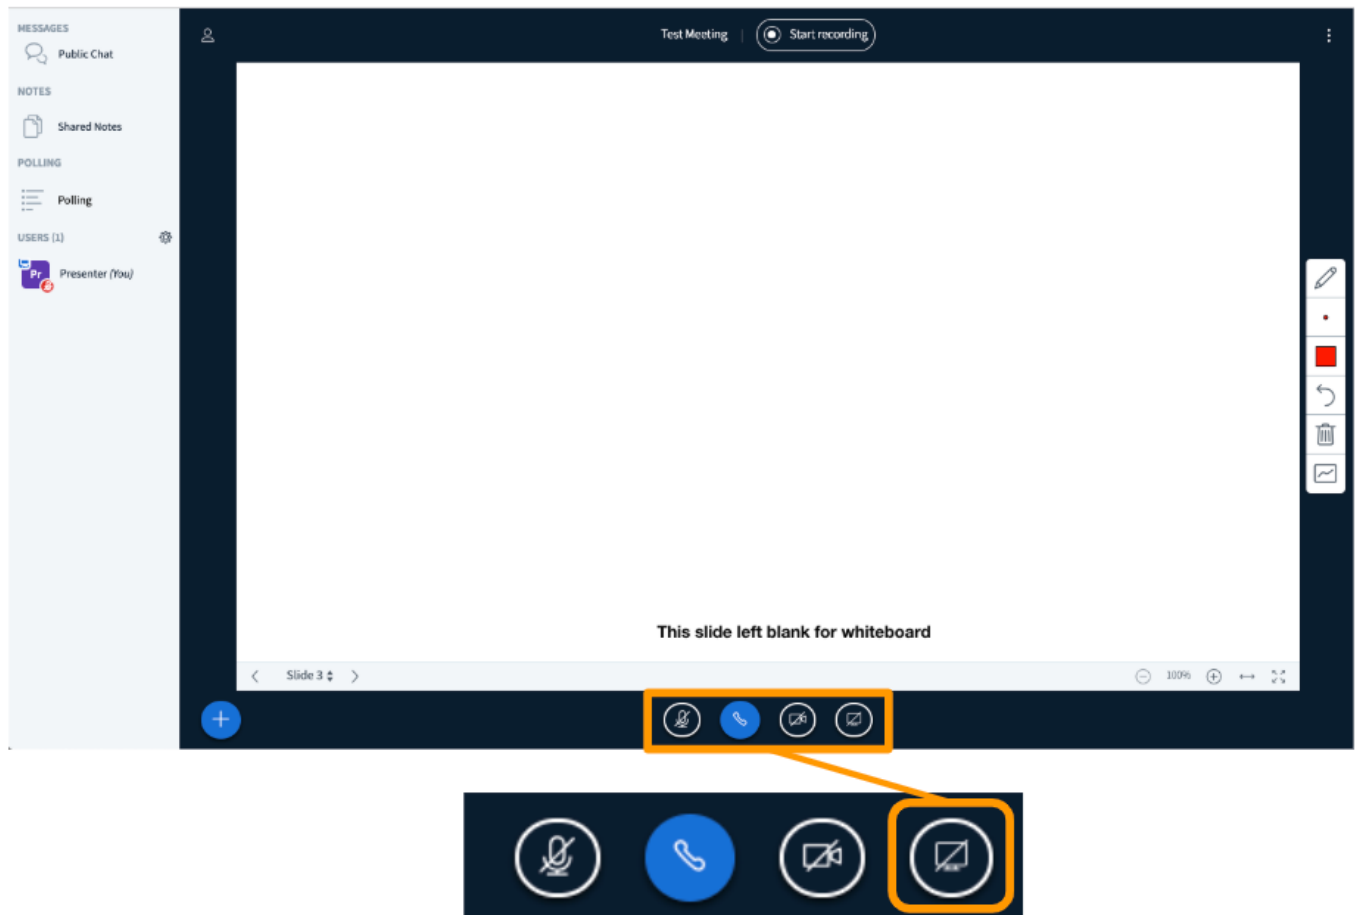 MESSAGES
Public Chat
NOTES
Shared Notes
POLLING
Polling
USERS (1)
Pr
Presenter (You)
Test Meeting
Start recording
This slide left blank for whiteboard
Slide 3
100%